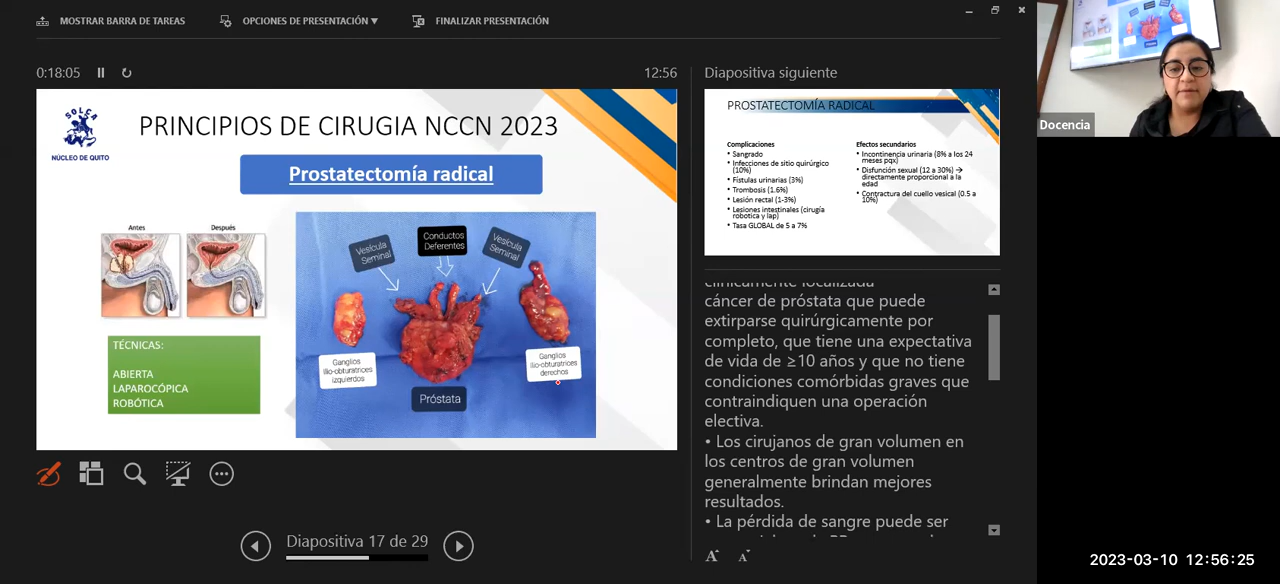 MOSTRAR BARRA DE TAREAS
OPCIONES DE PRESENTACIÓN ▼
FINALIZAR PRESENTACIÓN
0:18:05
12:56
SOLCA
NÚCLEO DE QUITO
PRINCIPIOS DE CIRUGIA NCCN 2023
Prostatectomía radical
Antes
Después
Vesícula
Seminal
Conductos
Deferentes
Vesícula
Seminal
Ganglios
Ilio-obturatrices
izquierdos
Ganglios
Ilio-obturatrices
derechos
Próstata
TÉCNICAS:
ABIERTA
LAPAROCÓPICA
ROBÓTICA
Diapositiva 17 de 29
Diapositiva siguiente
PROSTATECTOMÍA RADICAL
Complicaciones
• Sangrado
• Infecciones de sitio quirúrgico
(10%)
• Fístulas urinarias (3%)
• Trombosis (1.6%)
• Lesión rectal (1-3%)
• Lesiones intestinales (cirugía
robotica y lap)
• Tasa GLOBAL de 5 a 7%
Efectos secundarios
• Incontinencia urinaria (8% a los 24
meses pqx)
• Disfunción sexual (12 a 30%) →
directamente proporcional a la
edad
• Contractura del cuello vesical (0.5 a
10%)
clínicamente localizada
cáncer de próstata que puede
extirparse quirúrgicamente por
completo, que tiene una expectativa
de vida de ≥10 años y que no tiene
condiciones comórbidas graves que
contraindiquen una operación
electiva.
• Los cirujanos de gran volumen en
los centros de gran volumen
generalmente brindan mejores
resultados.
• La pérdida de sangre puede ser
A A
Docencia
2023-03-10 12:56:25